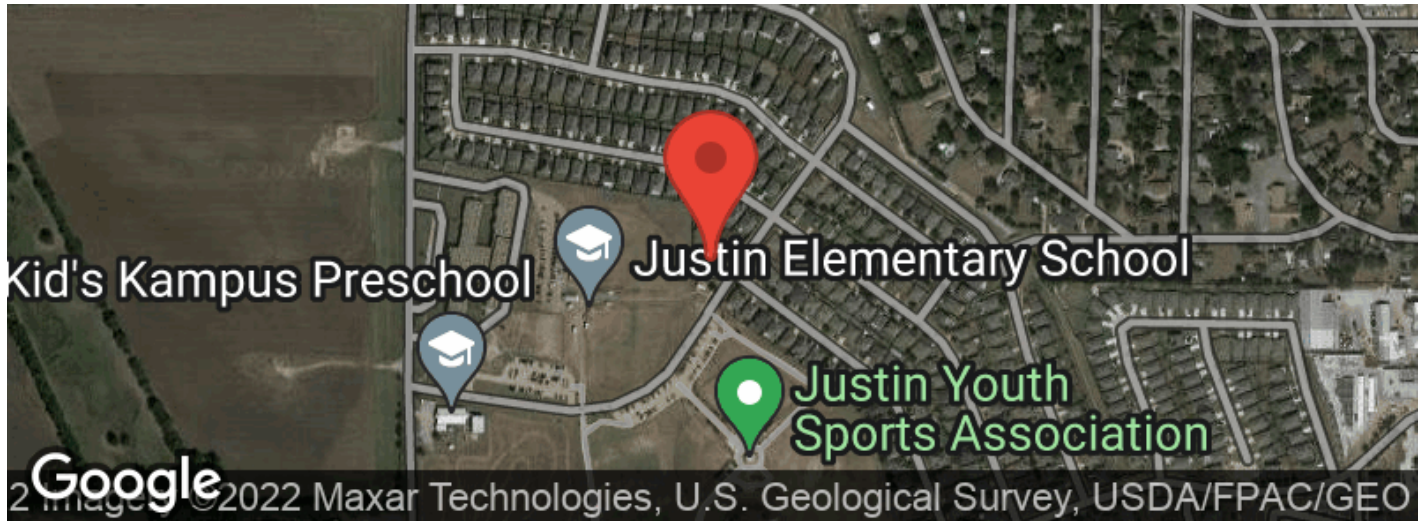 Justin Elementary School
Kid's Kampus Preschool
Justin Youth
Sports Association
Google
©2022 Maxar Technologies, U.S. Geological Survey, USDA/FPAC/GEO